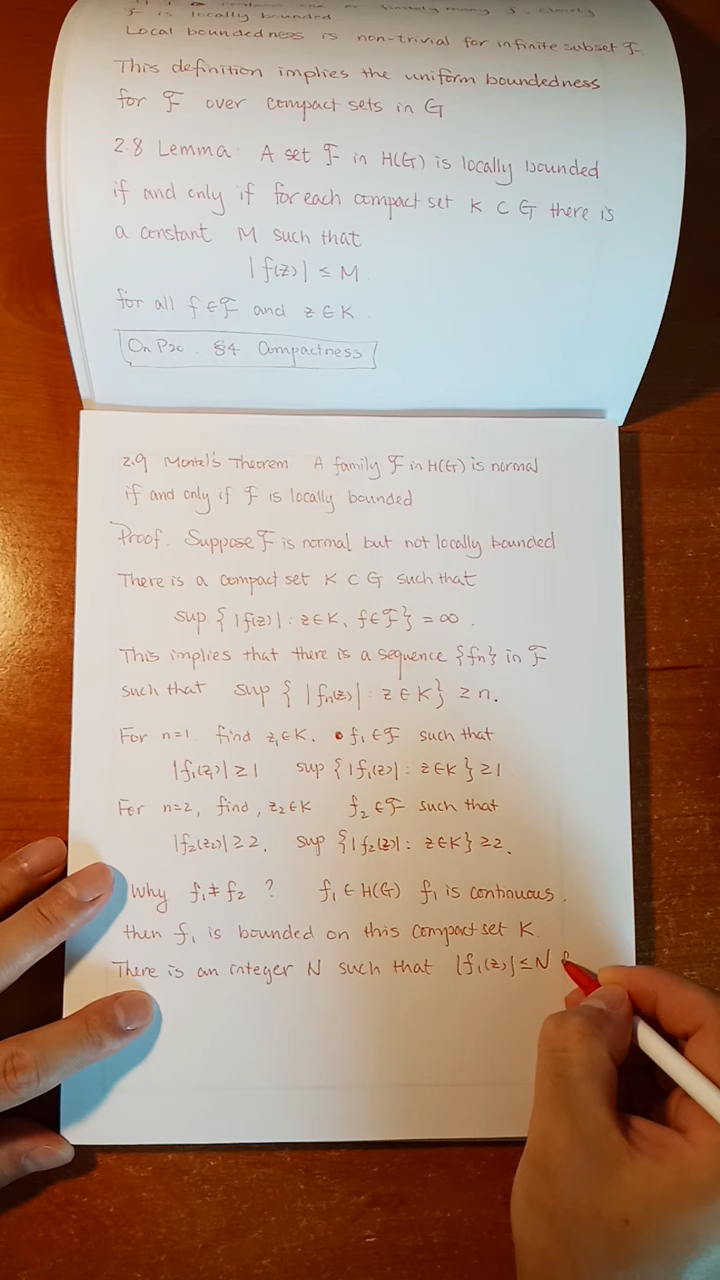 is locally bounded
Local boundedness is non-trivial for infinite subset ℱ.
This definition implies the uniform boundedness
for ℱ over compact sets in G
2.8 Lemma. A set ℱ in H(G) is locally bounded
if and only if for each compact set K ⊂ G there is
a constant M such that
|f(z)| ≤ M
for all f ∈ ℱ and z ∈ K.
On P20. §4 Compactness
2.9 Montel's Theorem A family ℱ in H(G) is normal
if and only if ℱ is locally bounded
Proof. Suppose ℱ is normal but not locally bounded
There is a compact set K ⊂ G such that
sup { |f(z)| : z ∈ K, f ∈ ℱ } = ∞.
This implies that there is a sequence {fn} in ℱ
such that sup { |fn(z)| : z ∈ K } ≥ n.
For n=1. find z₁ ∈ K. f₁ ∈ ℱ such that
|f₁(z₁)| ≥ 1 sup { |f₁(z)| : z ∈ K } ≥ 1
For n=2, find, z₂ ∈ K f₂ ∈ ℱ such that
|f₂(z₂)| ≥ 2. sup { |f₂(z)| : z ∈ K } ≥ 2.
Why f₁ ≠ f₂ ? f₁ ∈ H(G) f₁ is continuous.
then f₁ is bounded on this compact set K.
There is an integer N such that |f₁(z)| ≤ N